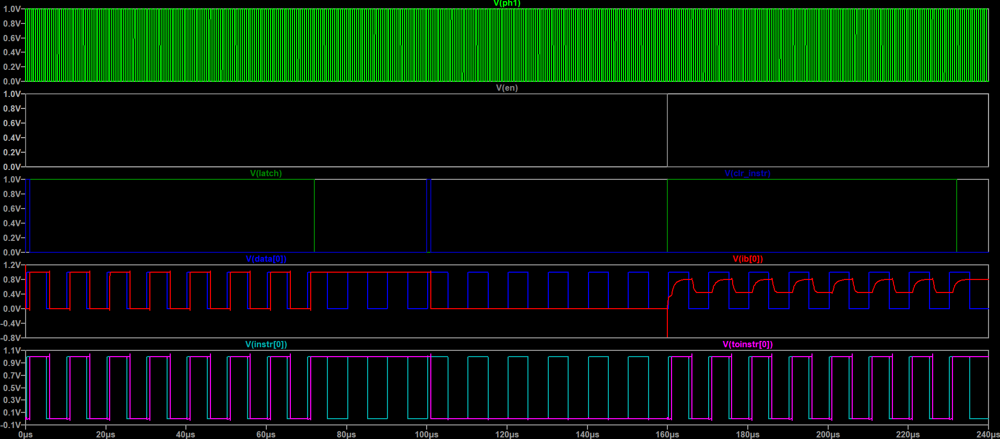 V(ph1)
1.0V
0.8V
0.6V
0.4V
0.2V
0.0V
V(en)
1.0V
0.8V
0.6V
0.4V
0.2V
0.0V
V(latch) V(clr_instr)
1.0V
0.8V
0.6V
0.4V
0.2V
0.0V
V(data[0]) V(ib[0])
1.2V
0.8V
0.4V
0.0V
-0.4V
-0.8V
V(instr[0]) V(toinstr[0])
1.1V
0.9V
0.7V
0.5V
0.3V
0.1V
-0.1V
0µs 20µs 40µs 60µs 80µs 100µs 120µs 140µs 160µs 180µs 200µs 220µs 240µs